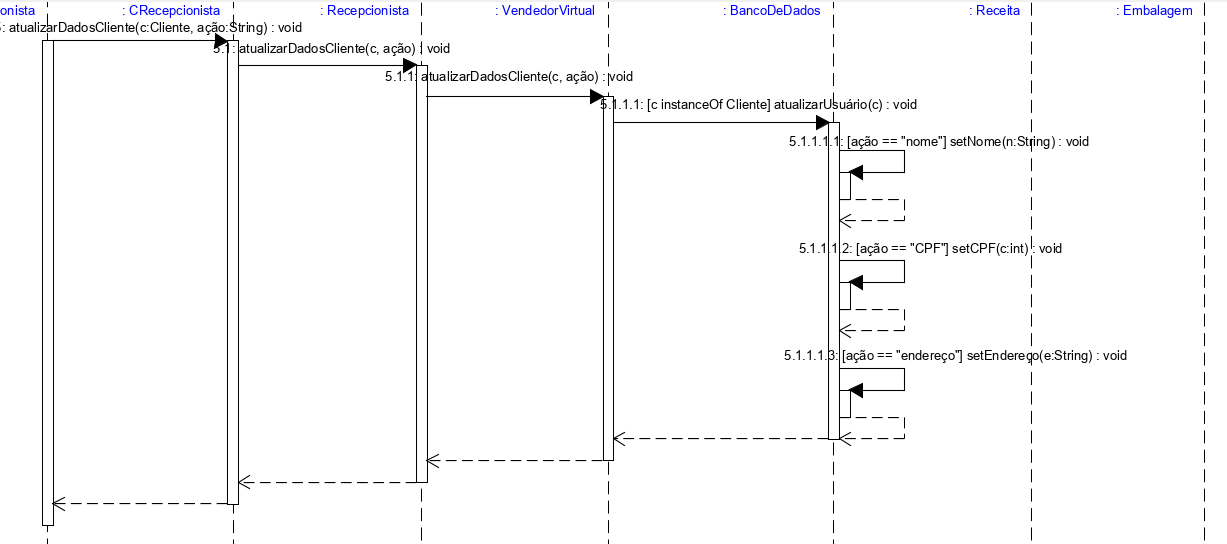 onista : CRecepcionista : Recepcionista : VendedorVirtual : BancoDeDados : Receita : Embalagem
: atualizarDadosCliente(c:Cliente, ação:String) : void
5.1: atualizarDadosCliente(c, ação) : void
5.1.1: atualizarDadosCliente(c, ação) : void
5.1.1.1: [c instanceOf Cliente] atualizarUsuário(c) : void
5.1.1.1.1: [ação == "nome"] setNome(n:String) : void
5.1.1.1.2: [ação == "CPF"] setCPF(c:int) : void
5.1.1.1.3: [ação == "endereço"] setEndereço(e:String) : void